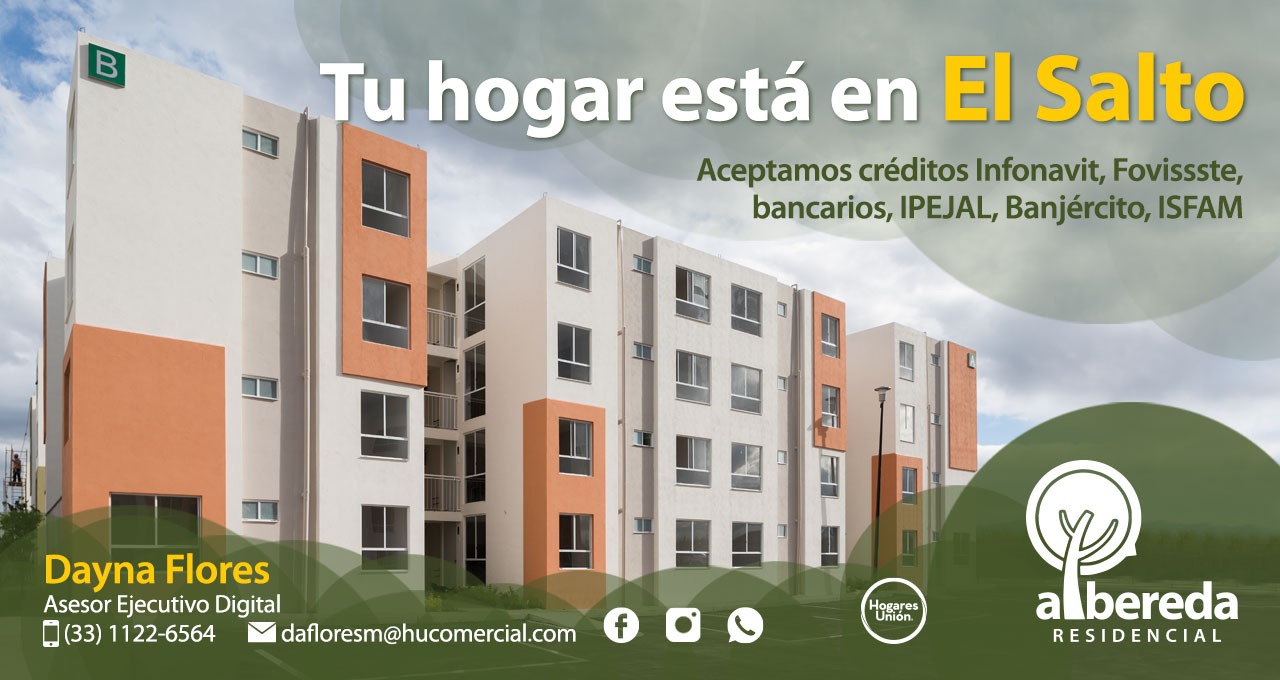 B
Tu hogar está en El Salto
Aceptamos créditos Infonavit, Fovissste,
bancarios, IPEJAL, Banjército, ISFAM
A
Dayna Flores
Asesor Ejecutivo Digital
(33) 1122-6564 dafloresm@hucomercial.com
Hogares
Unión.
albereda
RESIDENCIAL